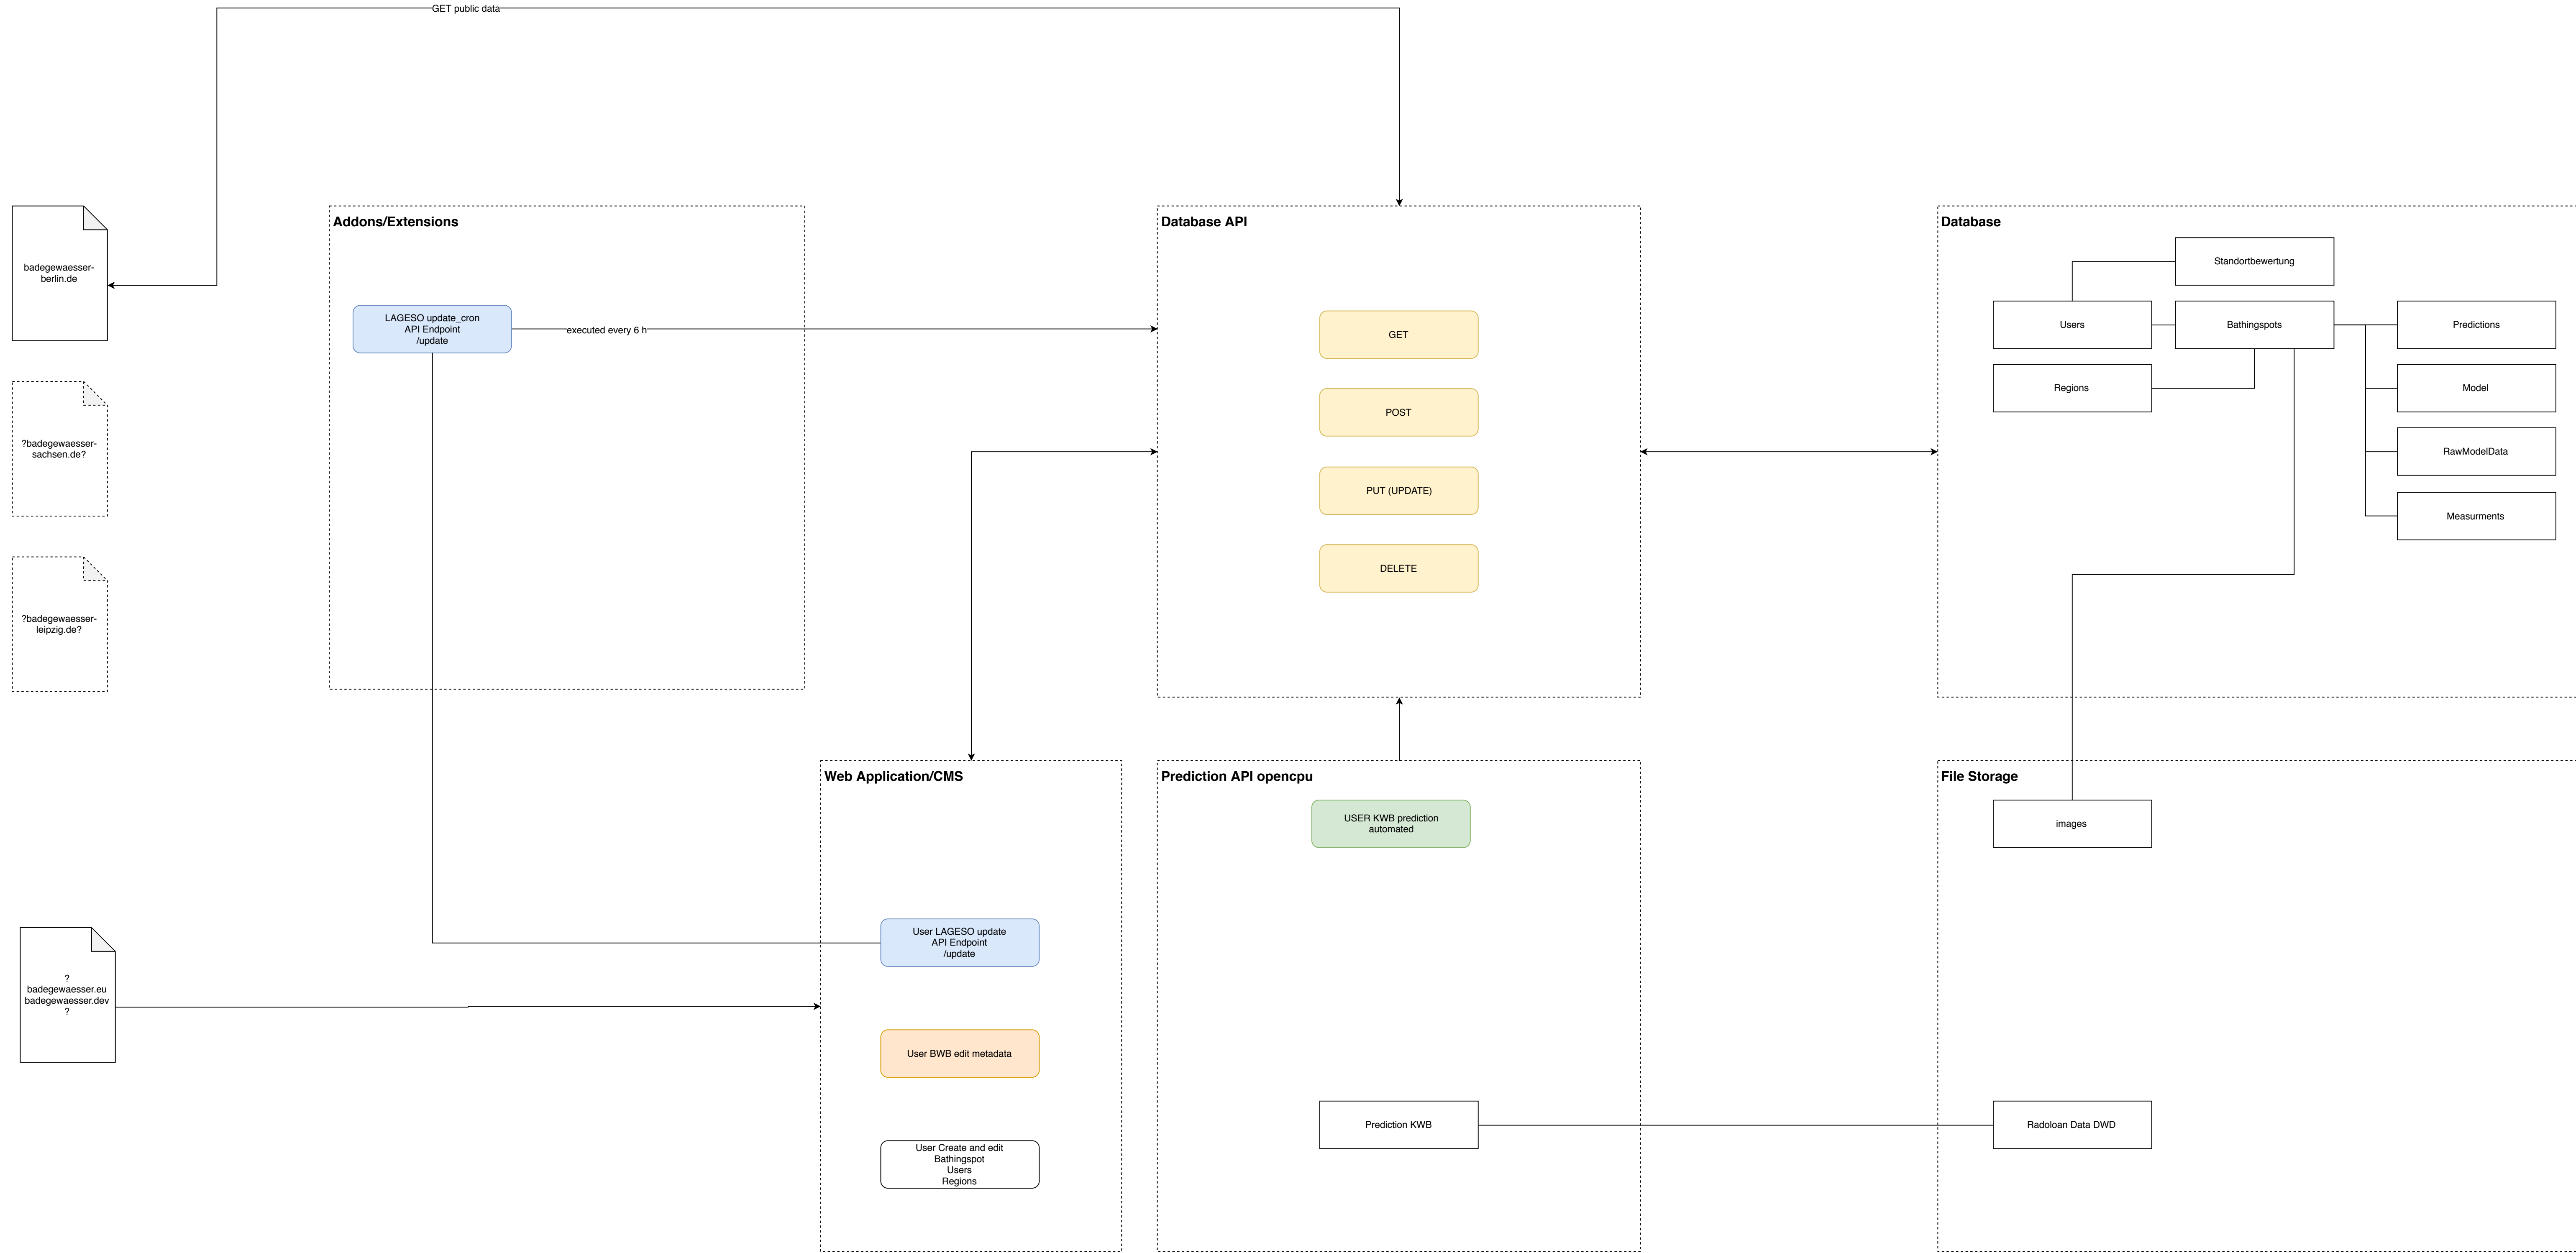 GET public data
badegewaesser-
berlin.de
?badegewaesser-
sachsen.de?
?badegewaesser-
leipzig.de?
?
badegewaesser.eu
badegewaesser.dev
?
Addons/Extensions
LAGESO update_cron
API Endpoint
/update
executed every 6 h
Web Application/CMS
User LAGESO update
API Endpoint
/update
User BWB edit metadata
User Create and edit
Bathingspot
Users
Regions
Database API
GET
POST
PUT (UPDATE)
DELETE
Prediction API opencpu
USER KWB prediction
automated
Prediction KWB
Database
Standortbewertung
Users
Bathingspots
Predictions
Regions
Model
RawModelData
Measurments
File Storage
images
Radoloan Data DWD